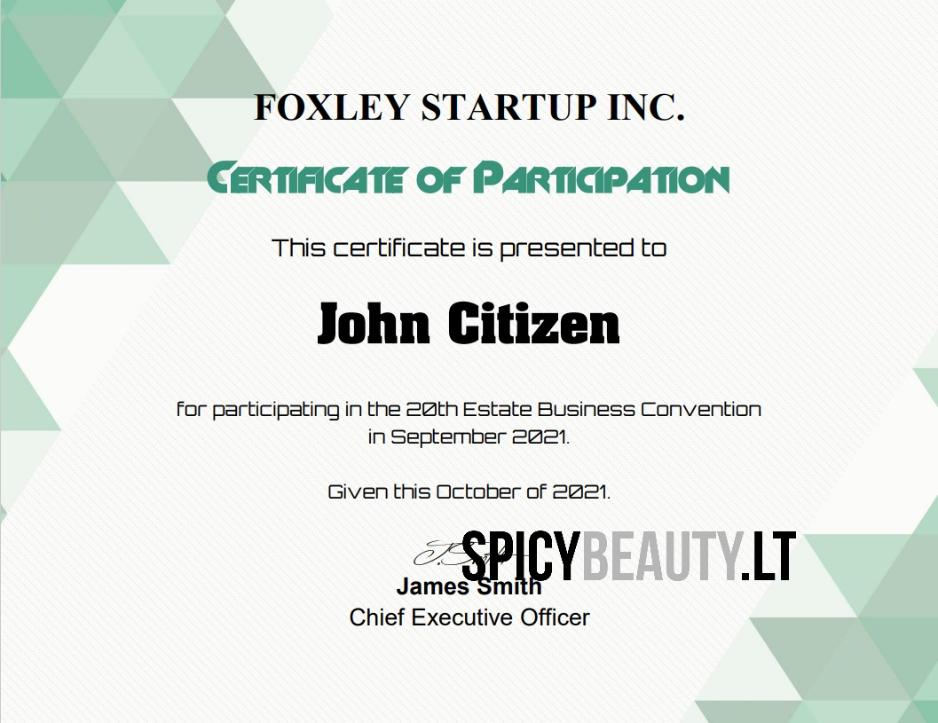 FOXLEY STARTUP INC.
CERTIFICATE OF PARTICIPATION
This certificate is presented to
John Citizen
for participating in the 20th Estate Business Convention
in September 2021.
Given this October of 2021.
J.Smith
SPICYBEAUTY.LT
James Smith
Chief Executive Officer